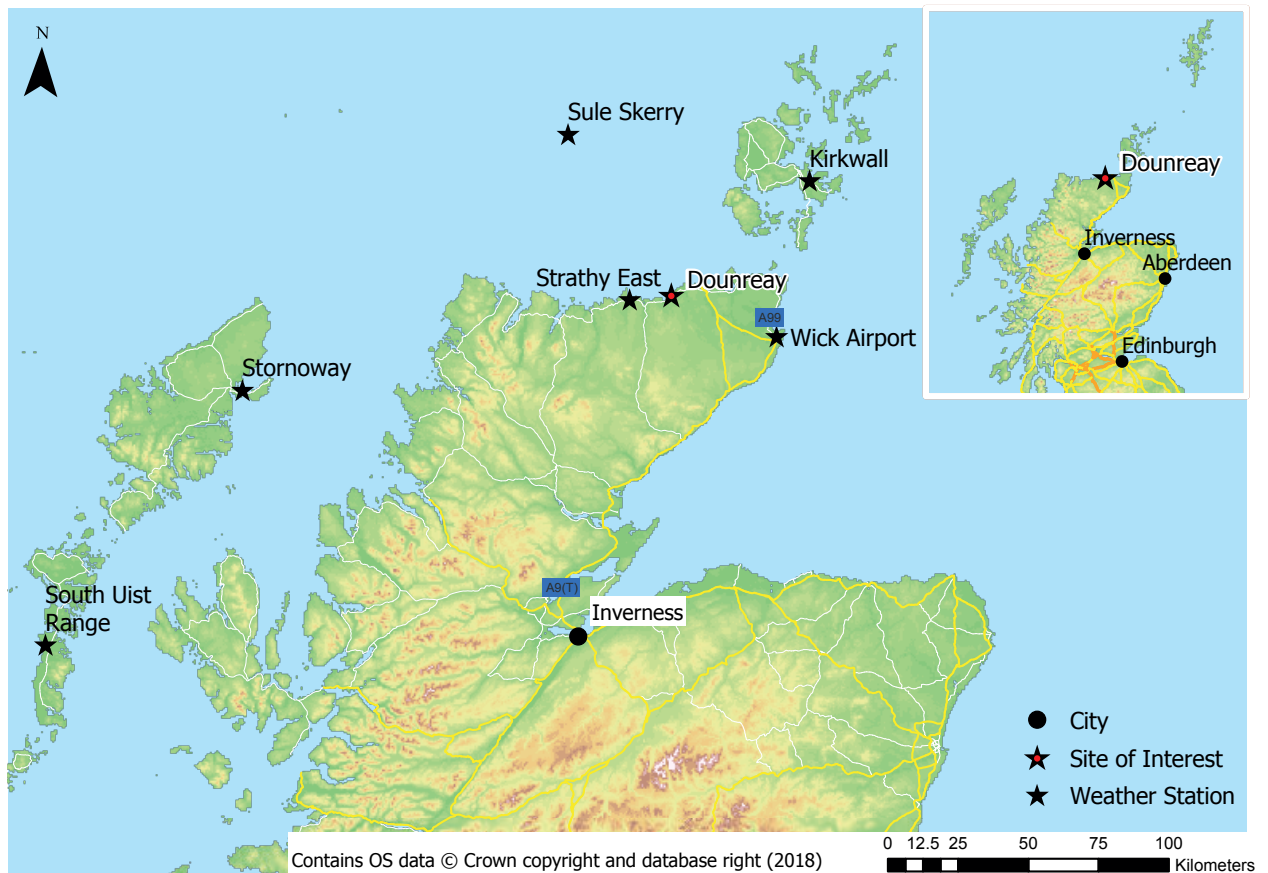 N
Sule Skerry
Kirkwall
Strathy East
Dounreay
A99
Wick Airport
Stornoway
South Uist
Range
A9(T)
Inverness
Dounreay
Inverness
Aberdeen
Edinburgh
City
Site of Interest
Weather Station
Contains OS data © Crown copyright and database right (2018)
0 12.5 25 50 75 100
Kilometers